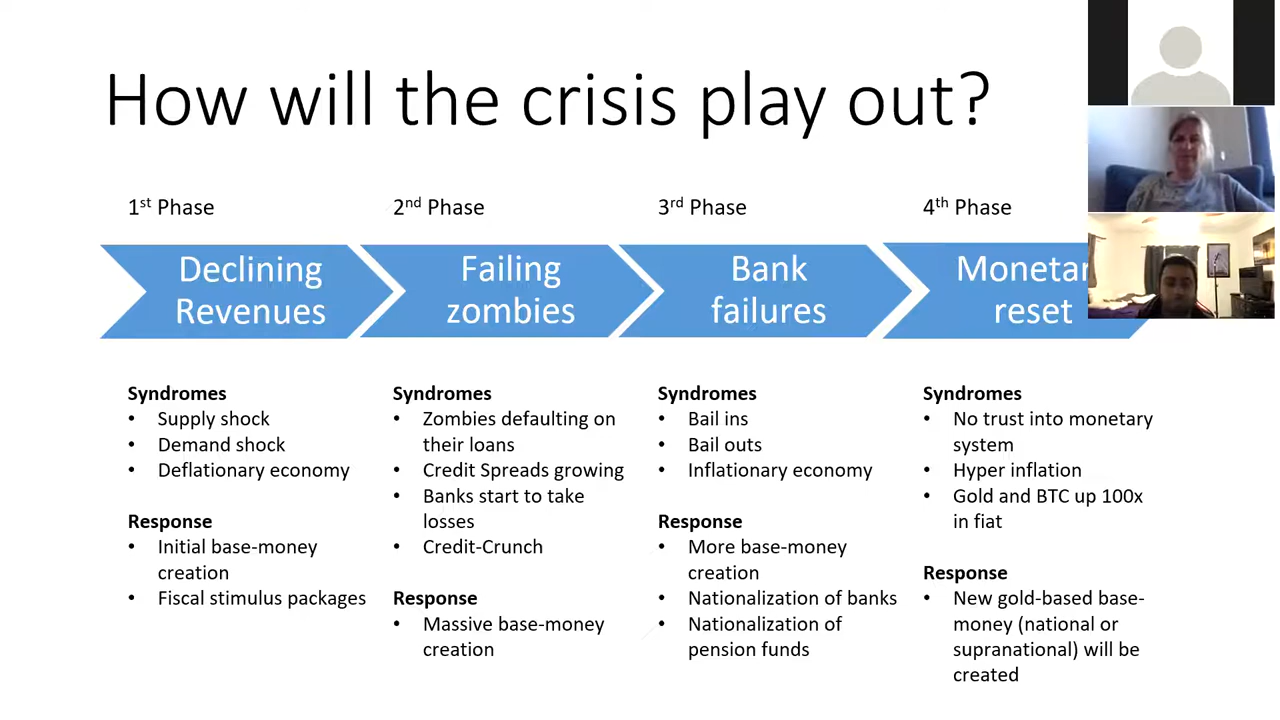 How will the crisis play out?
1st Phase
2nd Phase
3rd Phase
4th Phase
Declining
Revenues
Failing
zombies
Bank
failures
Monetar
reset
Syndromes
• Supply shock
• Demand shock
• Deflationary economy
Response
• Initial base-money
creation
• Fiscal stimulus packages
Syndromes
• Zombies defaulting on
their loans
• Credit Spreads growing
• Banks start to take
losses
• Credit-Crunch
Response
• Massive base-money
creation
Syndromes
• Bail ins
• Bail outs
• Inflationary economy
Response
• More base-money
creation
• Nationalization of banks
• Nationalization of
pension funds
Syndromes
• No trust into monetary
system
• Hyper inflation
• Gold and BTC up 100x
in fiat
Response
• New gold-based base-
money (national or
supranational) will be
created